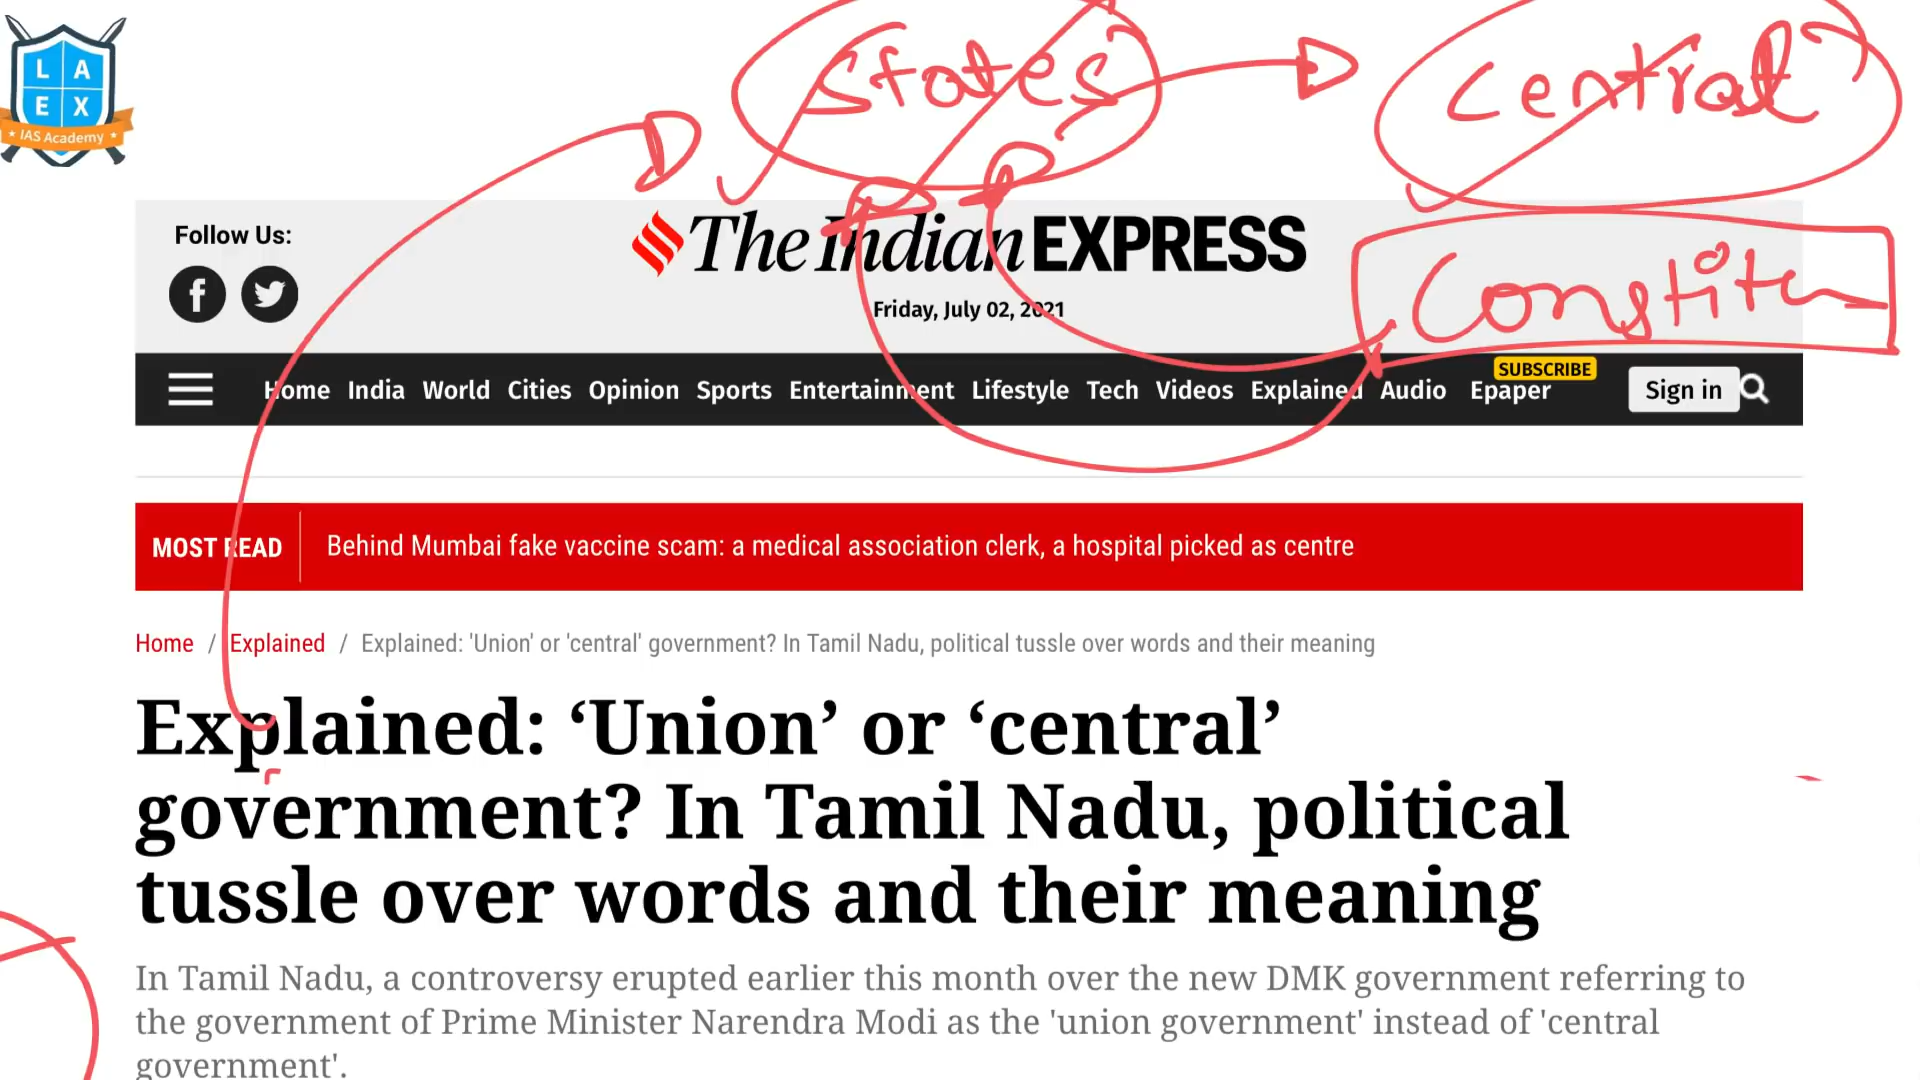 L A
E X
IAS Academy
States
central
Follow Us:
The Indian EXPRESS
Friday, July 02, 2021
Constitu
Home India World Cities Opinion Sports Entertainment Lifestyle Tech Videos Explained Audio Epaper SUBSCRIBE Sign in
MOST READ Behind Mumbai fake vaccine scam: a medical association clerk, a hospital picked as centre
Home / Explained / Explained: 'Union' or 'central' government? In Tamil Nadu, political tussle over words and their meaning
Explained: ‘Union’ or ‘central’
government? In Tamil Nadu, political
tussle over words and their meaning
In Tamil Nadu, a controversy erupted earlier this month over the new DMK government referring to
the government of Prime Minister Narendra Modi as the 'union government' instead of 'central
government'.